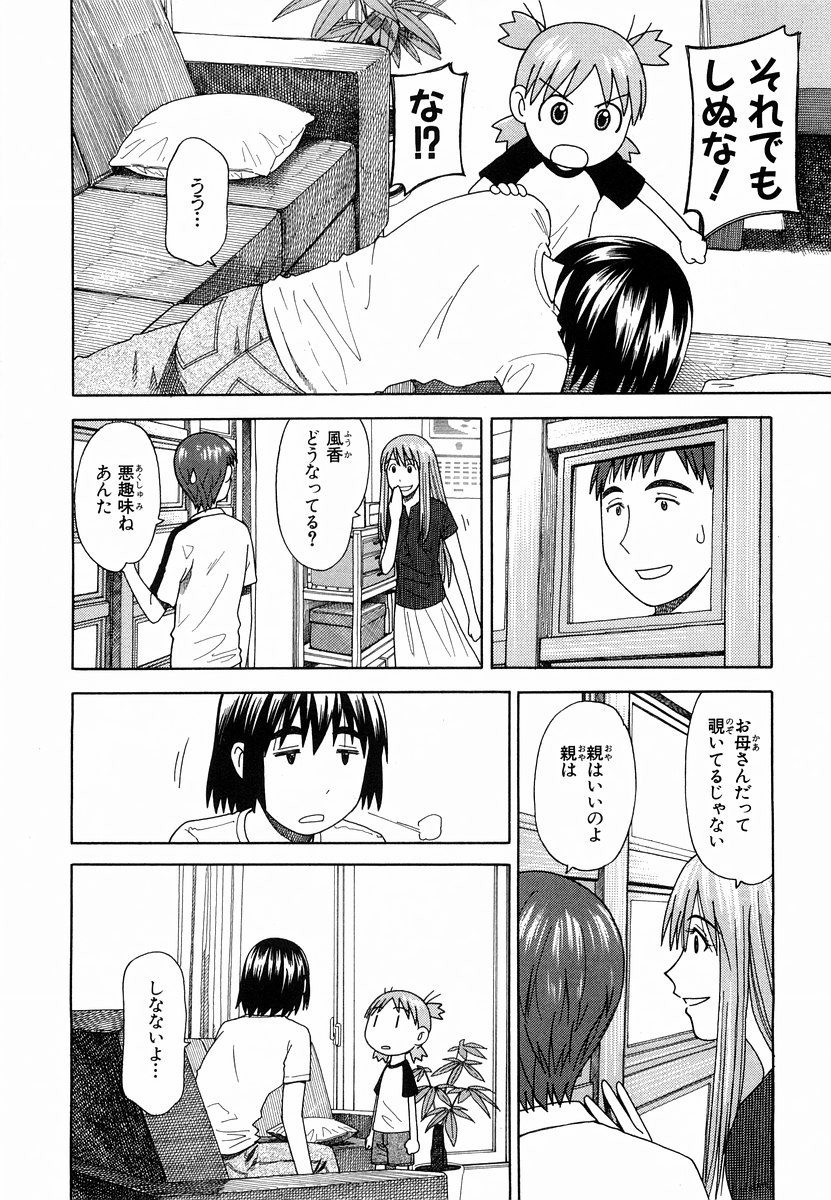 それでも
しぬな！
な!?
うう…
風香
どうなってる？
悪趣味ね
あんた
お母さんだって
覗いてるじゃない
親はいいのよ
親は
しなないよ…